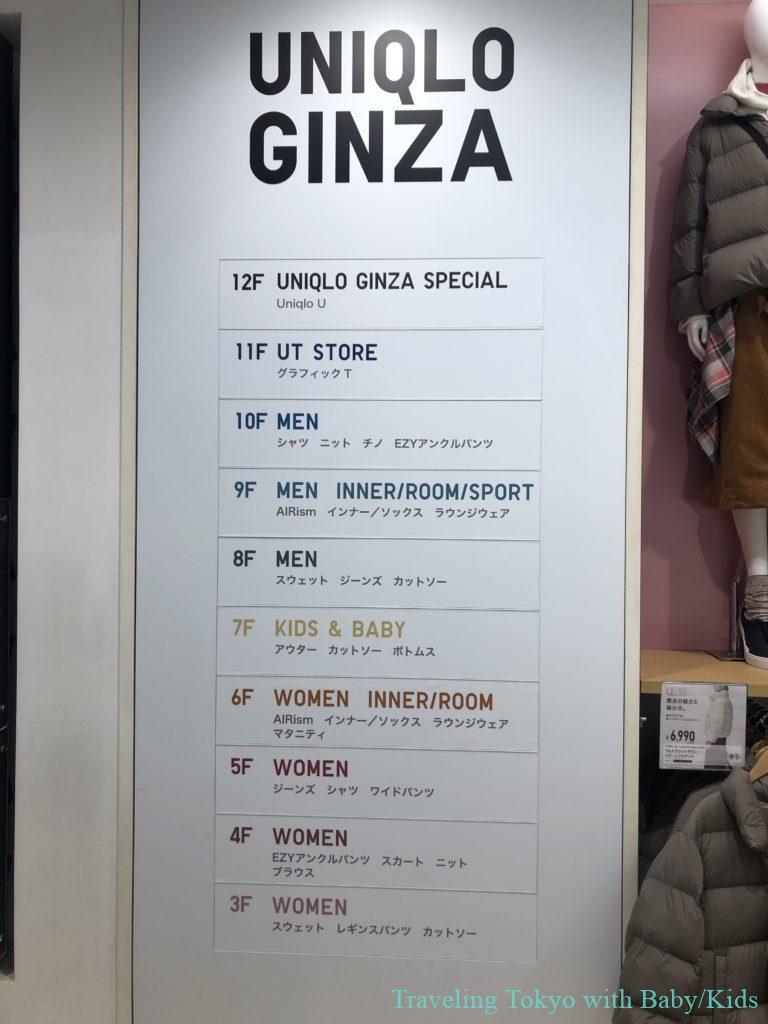 UNIQLO
GINZA
12F UNIQLO GINZA SPECIAL
Uniqlo U
11F UT STORE
グラフィックT
10F MEN
シャツ ニット チノ EZYアンクルパンツ
9F MEN INNER/ROOM/SPORT
AIRism インナー／ソックス ラウンジウェア
8F MEN
スウェット ジーンズ カットソー
7F KIDS & BABY
アウター カットソー ボトムス
6F WOMEN INNER/ROOM
AIRism インナー／ソックス ラウンジウェア
マタニティ
5F WOMEN
ジーンズ シャツ ワイドパンツ
4F WOMEN
EZYアンクルパンツ スカート ニット
ブラウス
3F WOMEN
スウェット レギンスパンツ カットソー
驚きの軽さと
暖かさ。
¥6,990
Traveling Tokyo with Baby/Kids